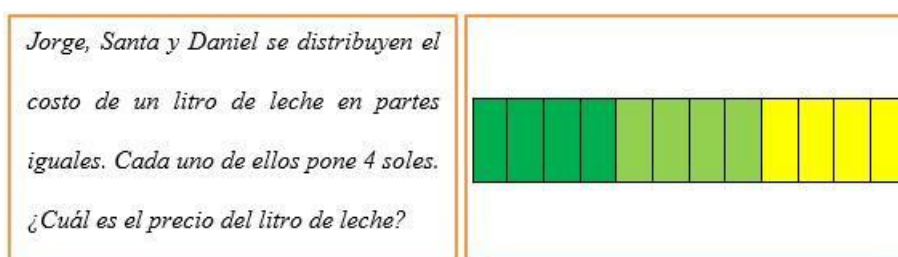 Jorge, Santa y Daniel se distribuyen el
costo de un litro de leche en partes
iguales. Cada uno de ellos pone 4 soles.
¿Cuál es el precio del litro de leche?